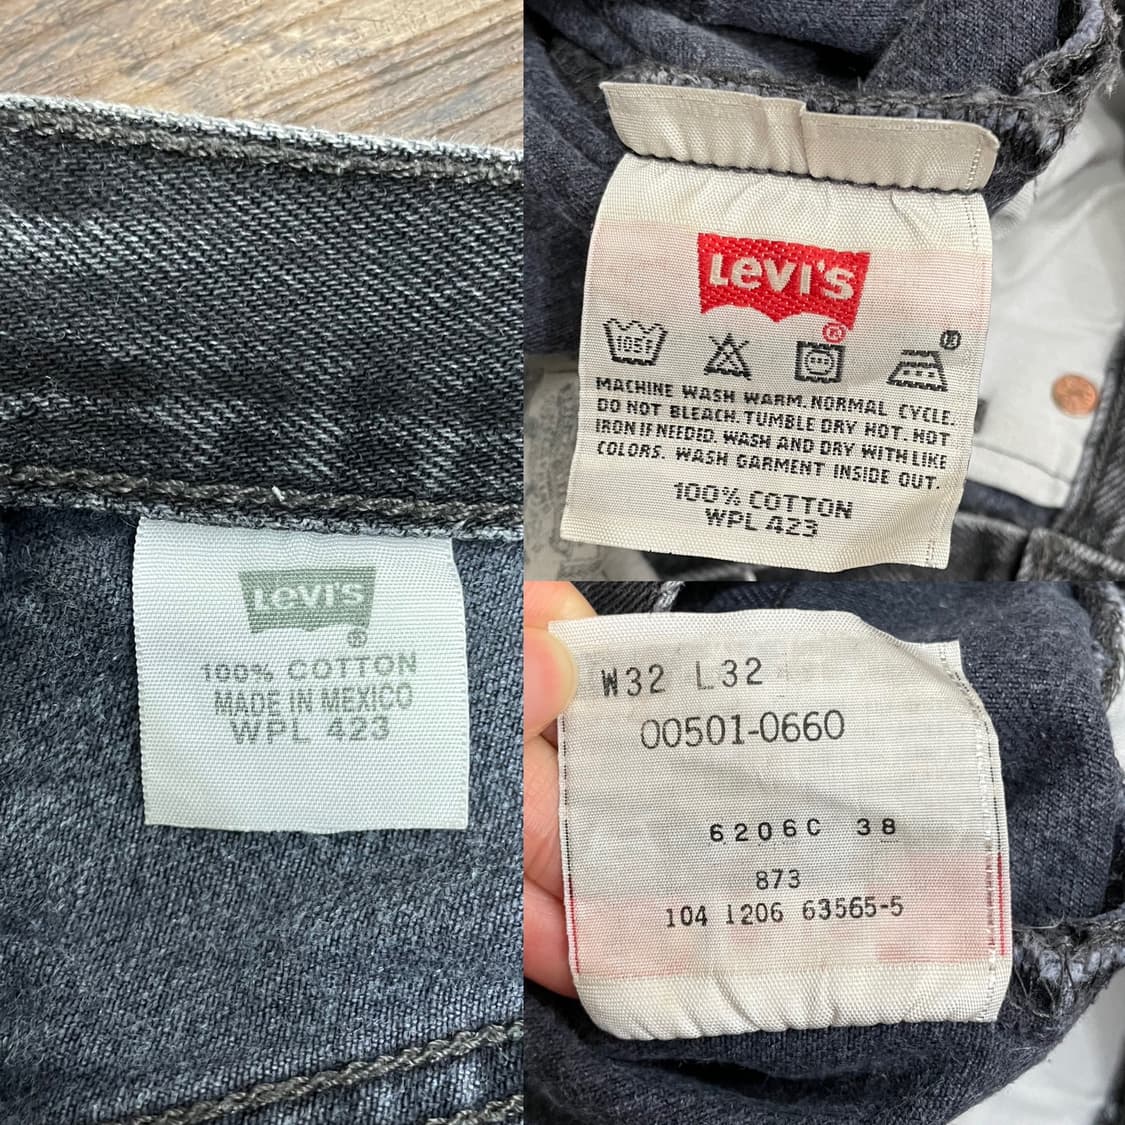 Levi's
®
100% COTTON
MADE IN MEXICO
WPL 423
Levi's
®
105F
MACHINE WASH WARM. NORMAL CYCLE.
DO NOT BLEACH. TUMBLE DRY HOT. HOT
IRON IF NEEDED. WASH AND DRY WITH LIKE
COLORS. WASH GARMENT INSIDE OUT.
100% COTTON
WPL 423
W32 L32
00501-0660
6206C 38
873
104 1206 63565-5